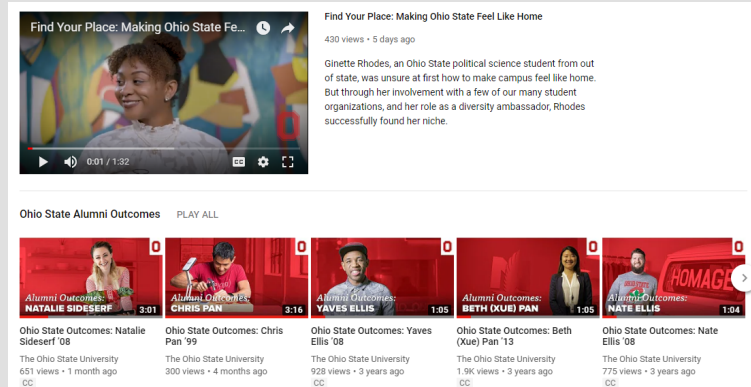 Find Your Place: Making Ohio State Fe...
0:01 / 1:32
CC
Find Your Place: Making Ohio State Feel Like Home
430 views • 5 days ago
Ginette Rhodes, an Ohio State political science student from out
of state, was unsure at first how to make campus feel like home.
But through her involvement with a few of our many student
organizations, and her role as a diversity ambassador, Rhodes
successfully found her niche.
Ohio State Alumni Outcomes PLAY ALL
Alumni Outcomes:
NATALIE SIDESERF
3:01
Ohio State Outcomes: Natalie
Sideserf '08
The Ohio State University
651 views • 1 month ago
CC
Alumni Outcomes:
CHRIS PAN
3:16
Ohio State Outcomes: Chris
Pan '99
The Ohio State University
300 views • 4 months ago
Alumni Outcomes:
YAVES ELLIS
1:05
Ohio State Outcomes: Yaves
Ellis '08
The Ohio State University
928 views • 3 years ago
CC
Alumni Outcomes:
BETH (XUE) PAN
1:05
Ohio State Outcomes: Beth
(Xue) Pan '13
The Ohio State University
1.9K views • 3 years ago
CC
HOMAGE
Alumni Outcomes:
NATE ELLIS
1:04
Ohio State Outcomes: Nate
Ellis '08
The Ohio State University
775 views • 3 years ago
CC